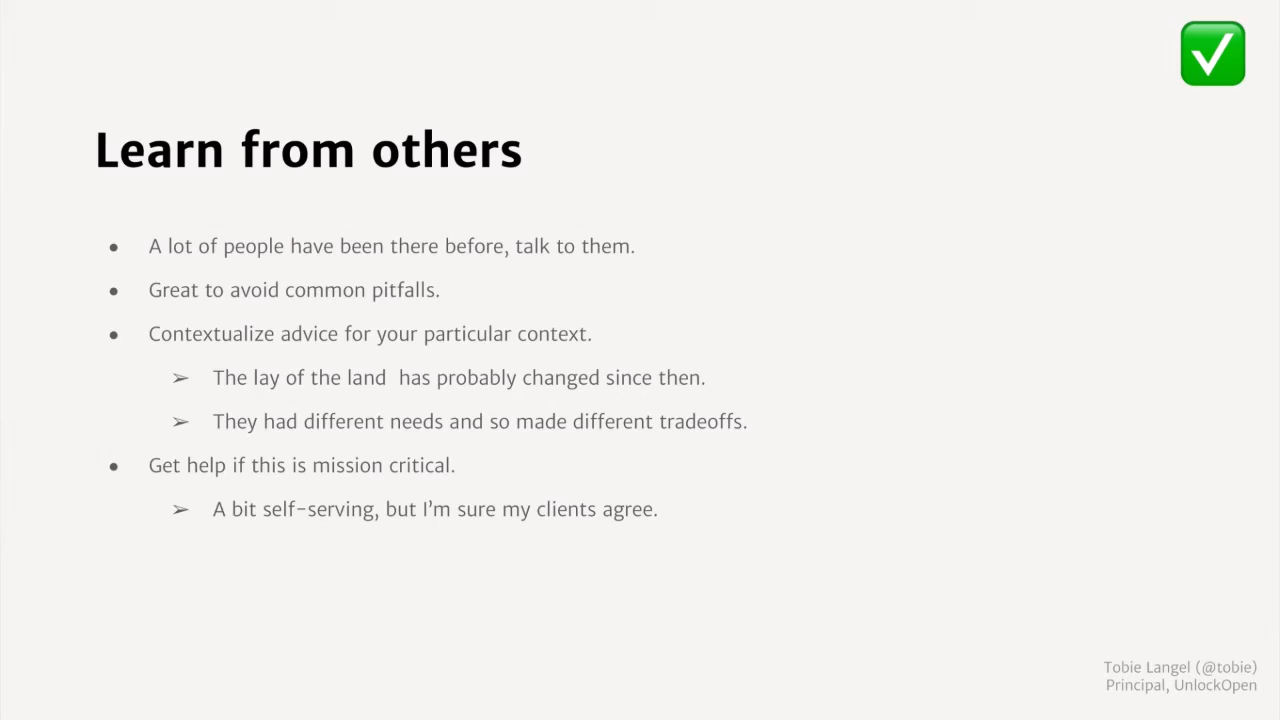 Learn from others
● A lot of people have been there before, talk to them.
● Great to avoid common pitfalls.
● Contextualize advice for your particular context.
➢ The lay of the land  has probably changed since then.
➢ They had different needs and so made different tradeoffs.
● Get help if this is mission critical.
➢ A bit self-serving, but I’m sure my clients agree.
Tobie Langel (@tobie)
Principal, UnlockOpen